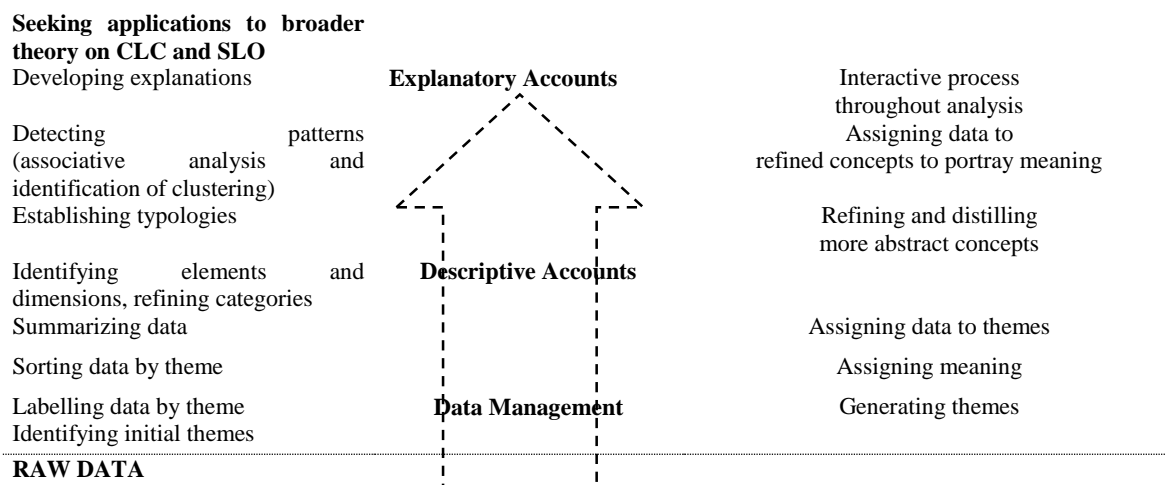 Seeking applications to broader
theory on CLC and SLO
Developing explanations
Explanatory Accounts
Interactive process
throughout analysis
Detecting patterns
(associative analysis and
identification of clustering)
Assigning data to
refined concepts to portray meaning
Establishing typologies
Refining and distilling
more abstract concepts
Identifying elements and
dimensions, refining categories
Descriptive Accounts
Summarizing data
Assigning data to themes
Sorting data by theme
Assigning meaning
Labelling data by theme
Data Management
Generating themes
Identifying initial themes
RAW DATA